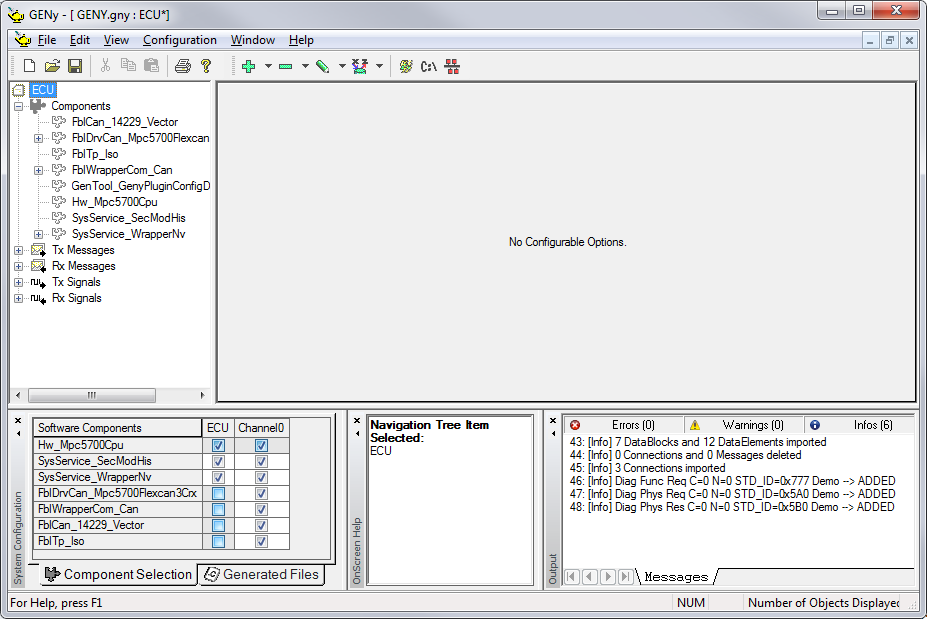 GENy - [ GENY.gny : ECU*]
File Edit View Configuration Window Help
C:\
ECU
Components
FblCan_14229_Vector
FblDrvCan_Mpc5700Flexcan
FblTp_Iso
FblWrapperCom_Can
GenTool_GenyPluginConfigD
Hw_Mpc5700Cpu
SysService_SecModHis
SysService_WrapperNv
Tx Messages
Rx Messages
Tx Signals
Rx Signals
No Configurable Options.
System Configuration
Software Components ECU Channel0
Hw_Mpc5700Cpu
SysService_SecModHis
SysService_WrapperNv
FblDrvCan_Mpc5700Flexcan3Crx
FblWrapperCom_Can
FblCan_14229_Vector
FblTp_Iso
Component Selection Generated Files
OnScreen Help
Navigation Tree Item
Selected:
ECU
Output
Errors (0) Warnings (0) Infos (6)
43: [Info] 7 DataBlocks and 12 DataElements imported
44: [Info] 0 Connections and 0 Messages deleted
45: [Info] 3 Connections imported
46: [Info] Diag Func Req C=0 N=0 STD_ID=0x777 Demo --> ADDED
47: [Info] Diag Phys Req C=0 N=0 STD_ID=0x5A0 Demo --> ADDED
48: [Info] Diag Phys Res C=0 N=0 STD_ID=0x5B0 Demo --> ADDED
Messages
For Help, press F1 NUM Number of Objects Displayed